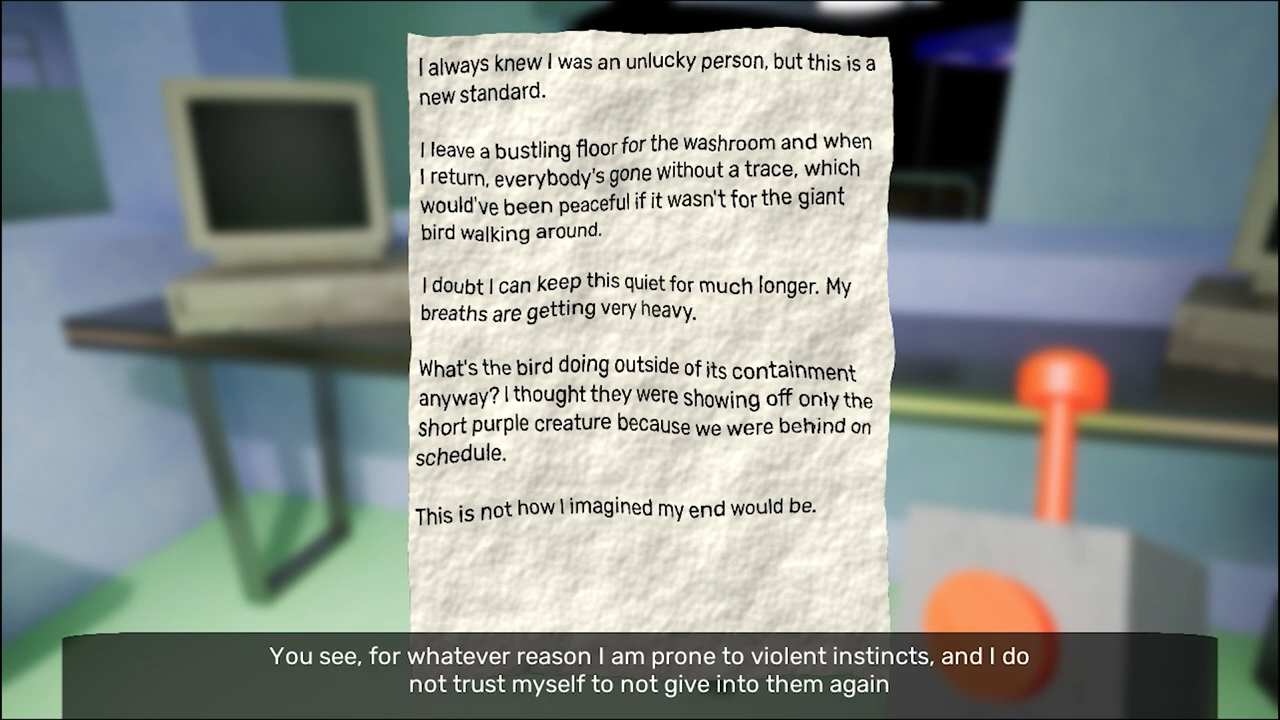 I always knew I was an unlucky person, but this is a
new standard.
I leave a bustling floor for the washroom and when
I return, everybody's gone without a trace, which
would've been peaceful if it wasn't for the giant
bird walking around.
I doubt I can keep this quiet for much longer. My
breaths are getting very heavy.
What's the bird doing outside of its containment
anyway? I thought they were showing off only the
short purple creature because we were behind on
schedule.
This is not how I imagined my end would be.
You see, for whatever reason I am prone to violent instincts, and I do
not trust myself to not give into them again